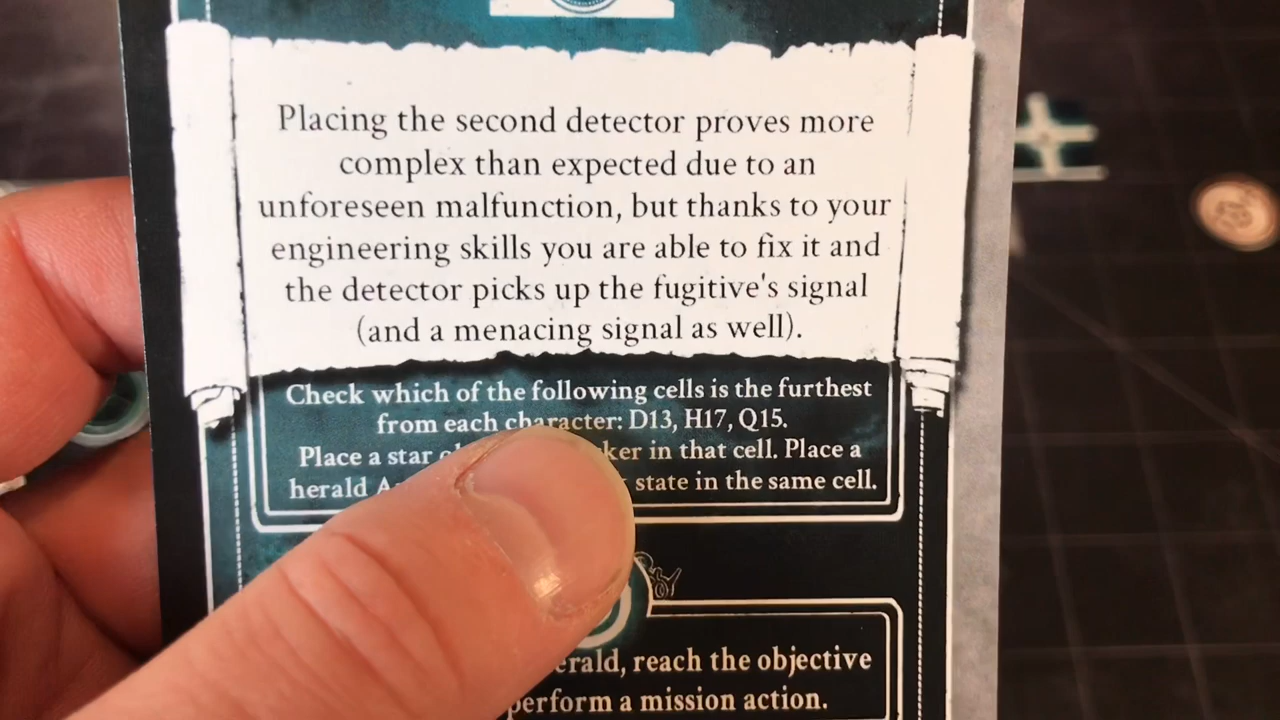 Placing the second detector proves more
complex than expected due to an
unforeseen malfunction, but thanks to your
engineering skills you are able to fix it and
the detector picks up the fugitive's signal
(and a menacing signal as well).
Check which of the following cells is the furthest
from each character: D13, H17, Q15.
Place a star in that cell. Place a
herald state in the same cell.
reach the objective
perform a mission action.